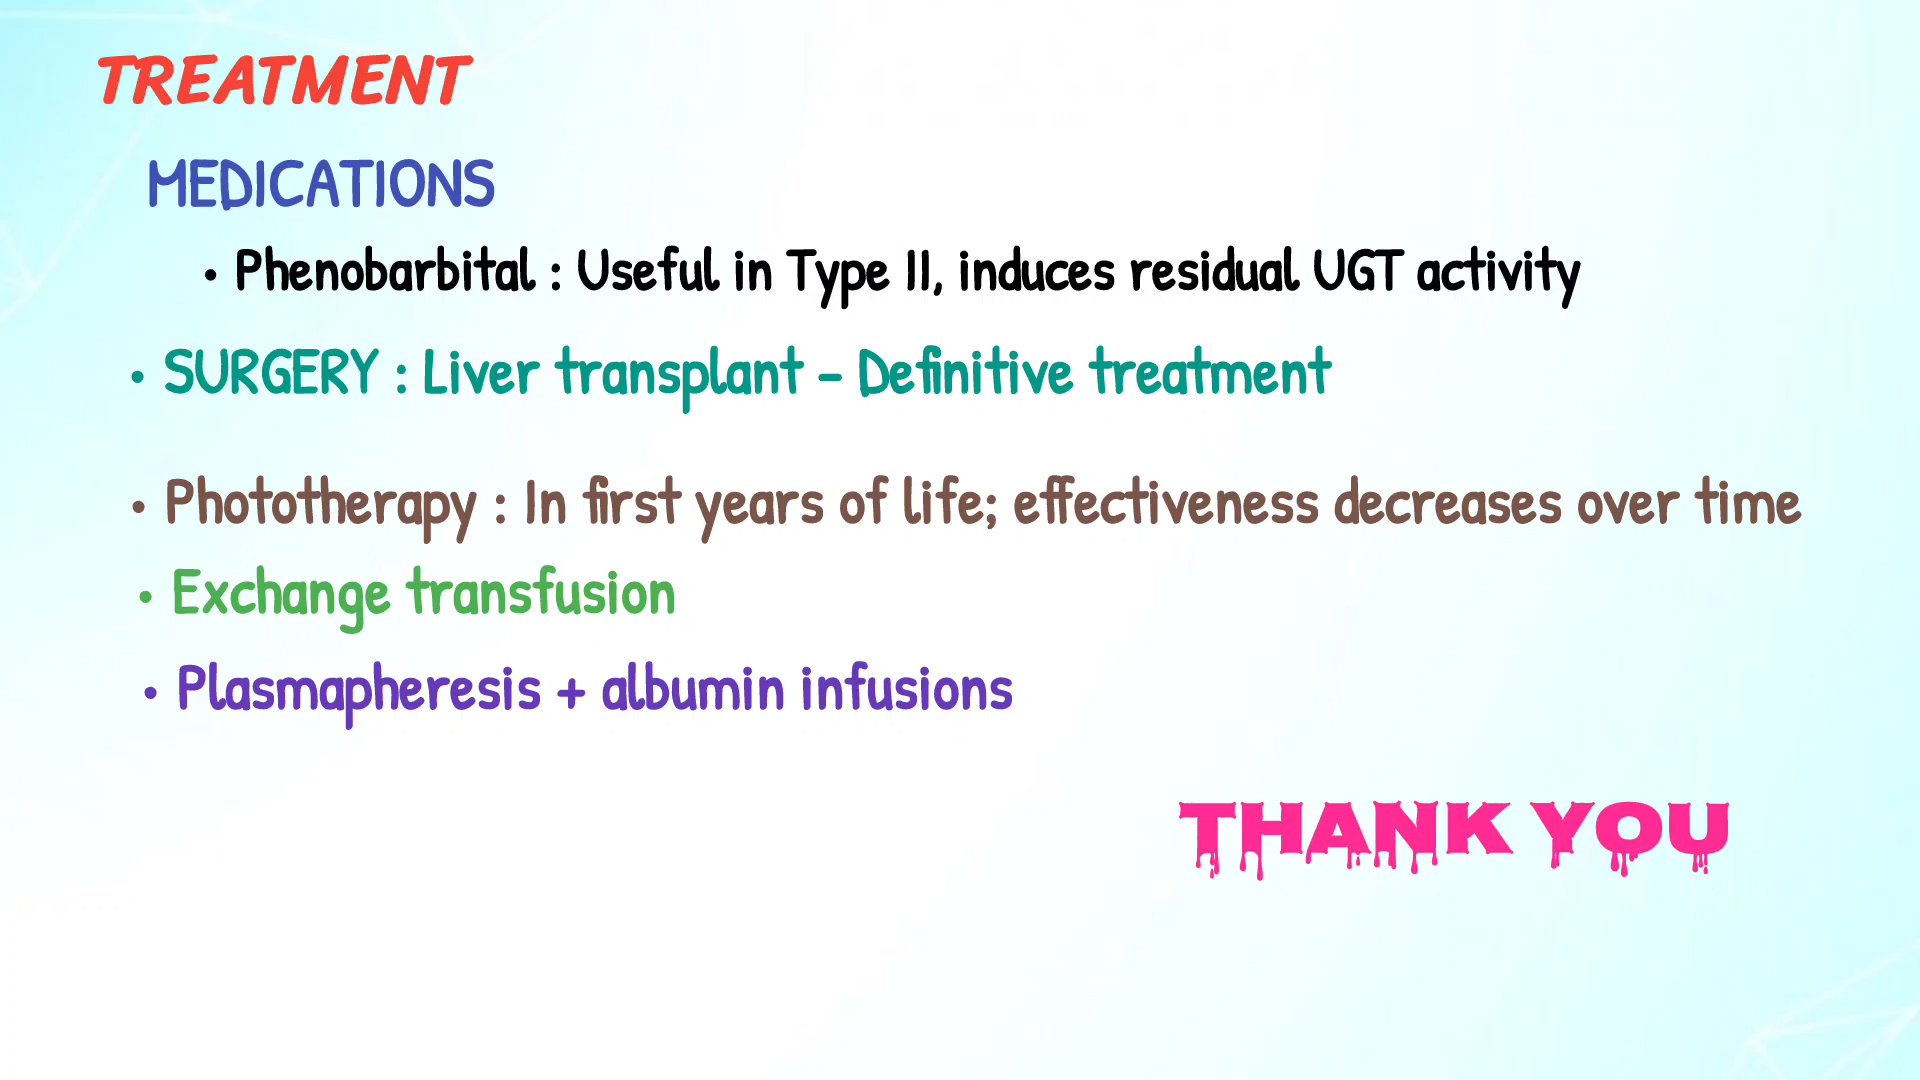 TREATMENT
MEDICATIONS
• Phenobarbital : Useful in Type II, induces residual UGT activity
• SURGERY : Liver transplant – Definitive treatment
• Phototherapy : In first years of life; effectiveness decreases over time
• Exchange transfusion
• Plasmapheresis + albumin infusions
THANK YOU